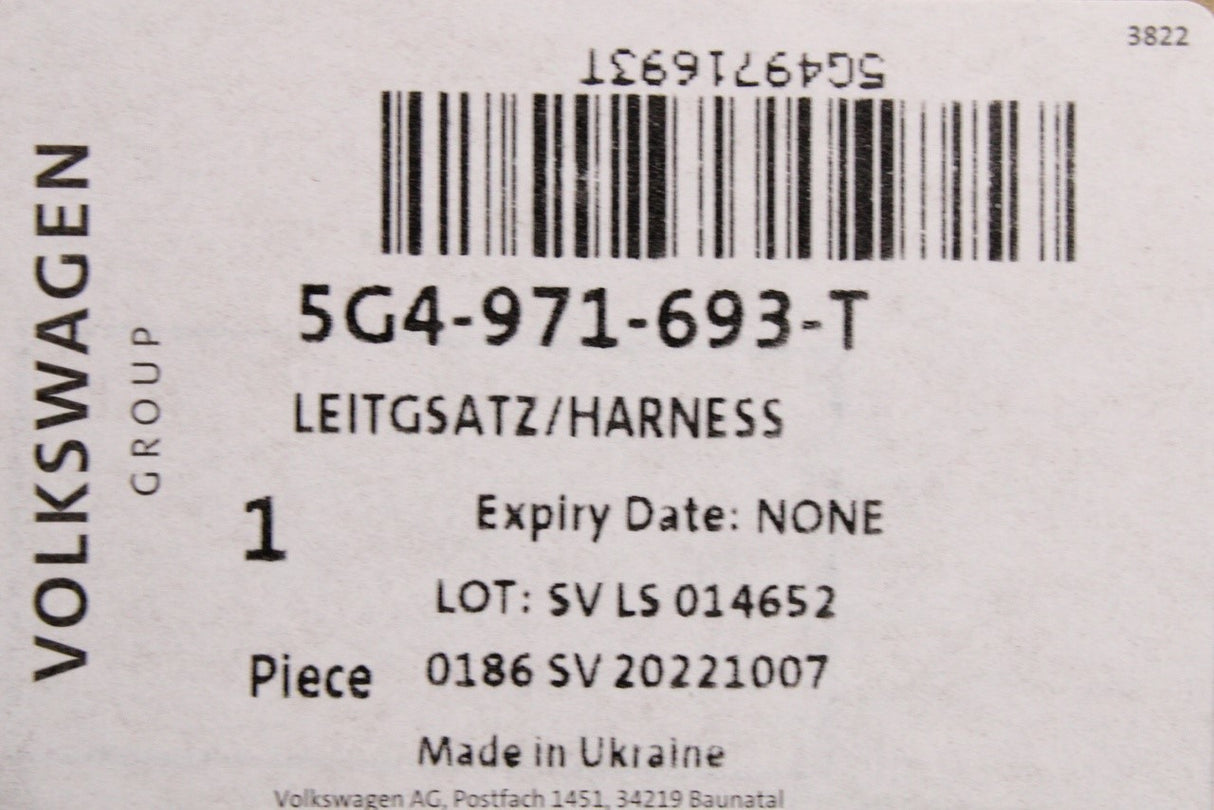 3822
5G4971693T
VOLKSWAGEN
GROUP
5G4-971-693-T
LEITGSATZ/HARNESS
1
Expiry Date: NONE
LOT: SV LS 014652
Piece
0186 SV 20221007
Made in Ukraine
Volkswagen AG, Postfach 1451, 34219 Baunatal